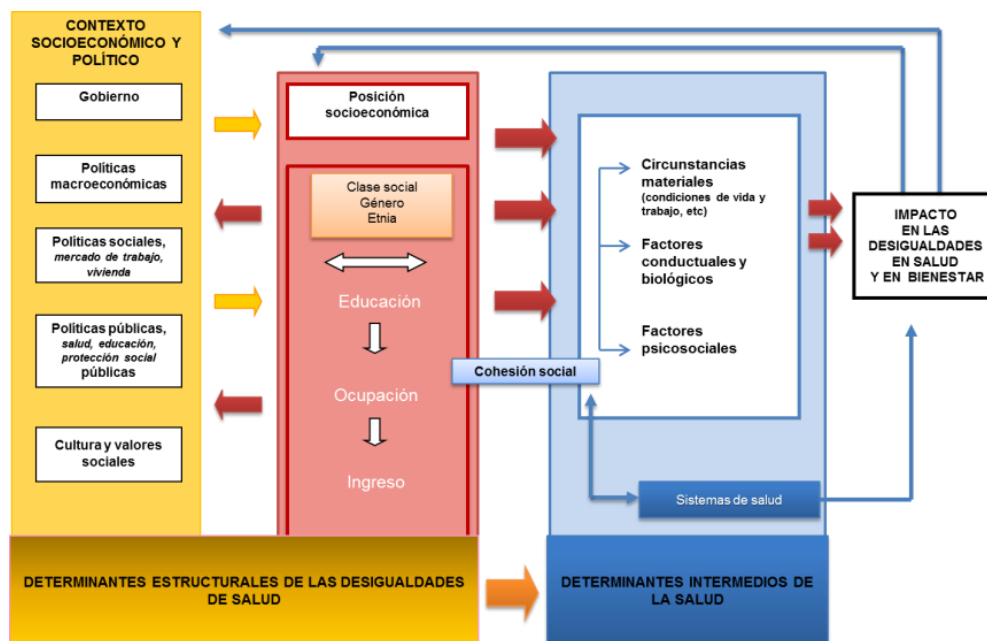 CONTEXTO
SOCIOECONÓMICO Y
POLÍTICO
Gobierno
Políticas
macroeconómicas
Políticas sociales,
mercado de trabajo,
vivienda
Políticas públicas,
salud, educación,
protección social
públicas
Cultura y valores
sociales
Posición
socioeconómica
Clase social
Género
Etnia
Educación
Ocupación
Ingreso
Cohesión social
Circunstancias
materiales
(condiciones de vida y
trabajo, etc)
Factores
conductuales y
biológicos
Factores
psicosociales
Sistemas de salud
IMPACTO
EN LAS
DESIGUALDADES
EN SALUD
Y EN BIENESTAR
DETERMINANTES ESTRUCTURALES DE LAS DESIGUALDADES
DE SALUD
DETERMINANTES INTERMEDIOS DE
LA SALUD